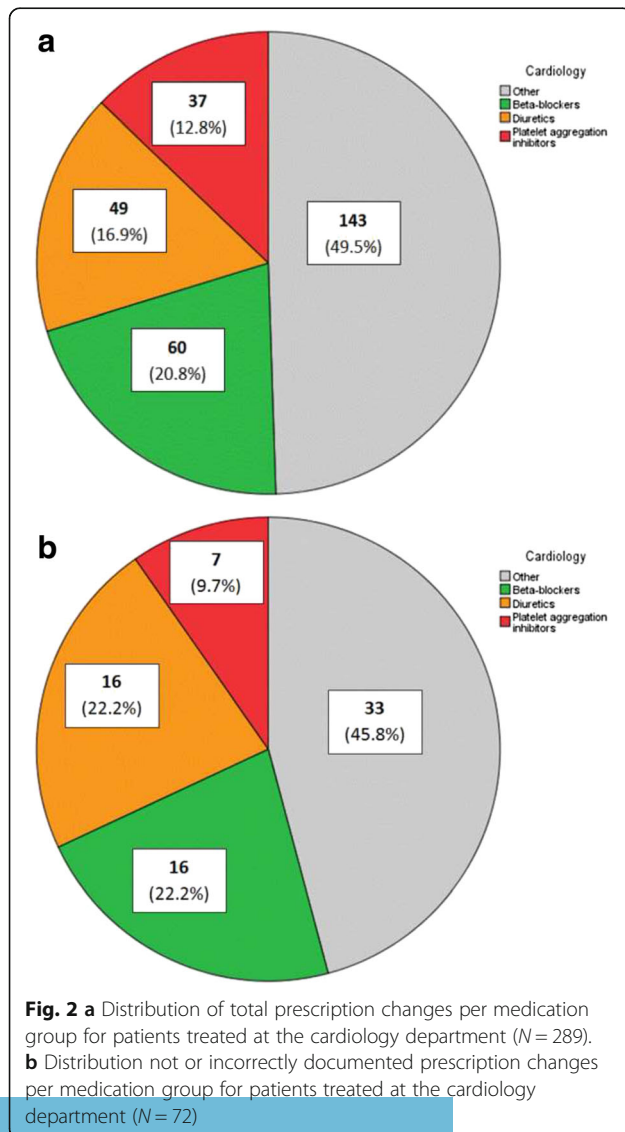 a
Cardiology
Other
Beta-blockers
Diuretics
Platelet aggregation
inhibitors
37
(12.8%)
49
(16.9%)
143
(49.5%)
60
(20.8%)
b
Cardiology
Other
Beta-blockers
Diuretics
Platelet aggregation
inhibitors
7
(9.7%)
16
(22.2%)
33
(45.8%)
16
(22.2%)
Fig. 2 a Distribution of total prescription changes per medication
group for patients treated at the cardiology department (N = 289).
b Distribution not or incorrectly documented prescription changes
per medication group for patients treated at the cardiology
department (N = 72)